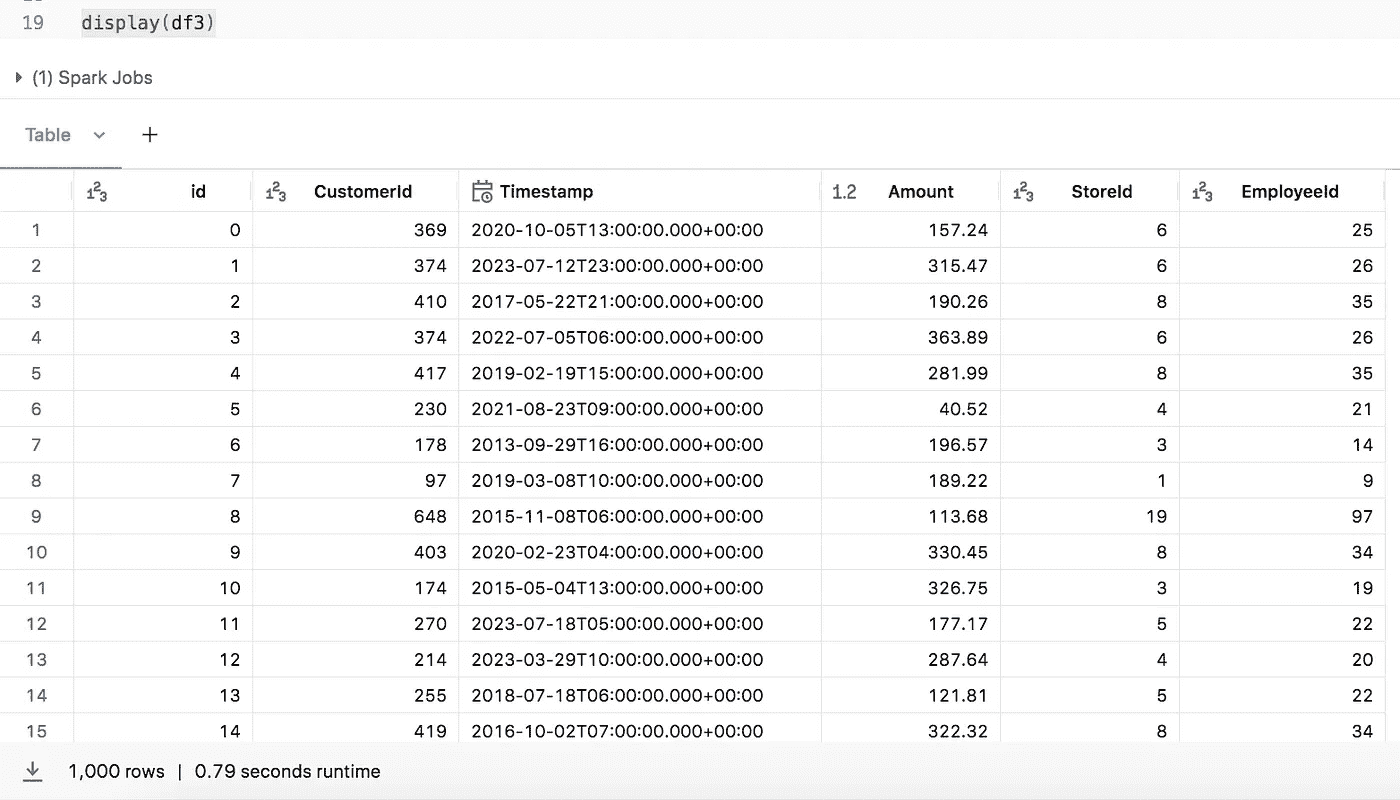 19 display(df3)
(1) Spark Jobs
Table +
1²3 id 1²3 CustomerId Timestamp 1.2 Amount 1²3 StoreId 1²3 EmployeeId
1 0 369 2020-10-05T13:00:00.000+00:00 157.24 6 25
2 1 374 2023-07-12T23:00:00.000+00:00 315.47 6 26
3 2 410 2017-05-22T21:00:00.000+00:00 190.26 8 35
4 3 374 2022-07-05T06:00:00.000+00:00 363.89 6 26
5 4 417 2019-02-19T15:00:00.000+00:00 281.99 8 35
6 5 230 2021-08-23T09:00:00.000+00:00 40.52 4 21
7 6 178 2013-09-29T16:00:00.000+00:00 196.57 3 14
8 7 97 2019-03-08T10:00:00.000+00:00 189.22 1 9
9 8 648 2015-11-08T06:00:00.000+00:00 113.68 19 97
10 9 403 2020-02-23T04:00:00.000+00:00 330.45 8 34
11 10 174 2015-05-04T13:00:00.000+00:00 326.75 3 19
12 11 270 2023-07-18T05:00:00.000+00:00 177.17 5 22
13 12 214 2023-03-29T10:00:00.000+00:00 287.64 4 20
14 13 255 2018-07-18T06:00:00.000+00:00 121.81 5 22
15 14 419 2016-10-02T07:00:00.000+00:00 322.32 8 34
1,000 rows | 0.79 seconds runtime